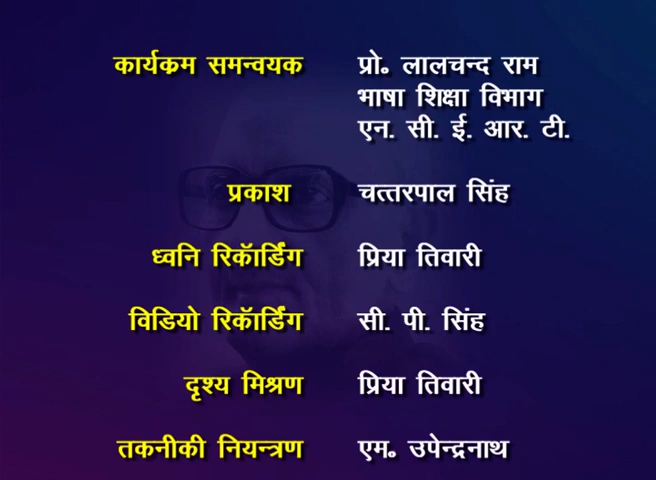 कार्यक्रम समन्वयक प्रो॰ लालचन्द राम
भाषा शिक्षा विभाग
एन. सी. ई. आर. टी.
प्रकाश चत्तरपाल सिंह
ध्वनि रिकॅार्डिंग प्रिया तिवारी
विडियो रिकॅार्डिंग सी. पी. सिंह
दृश्य मिश्रण प्रिया तिवारी
तकनीकी नियन्त्रण एम॰ उपेन्द्रनाथ